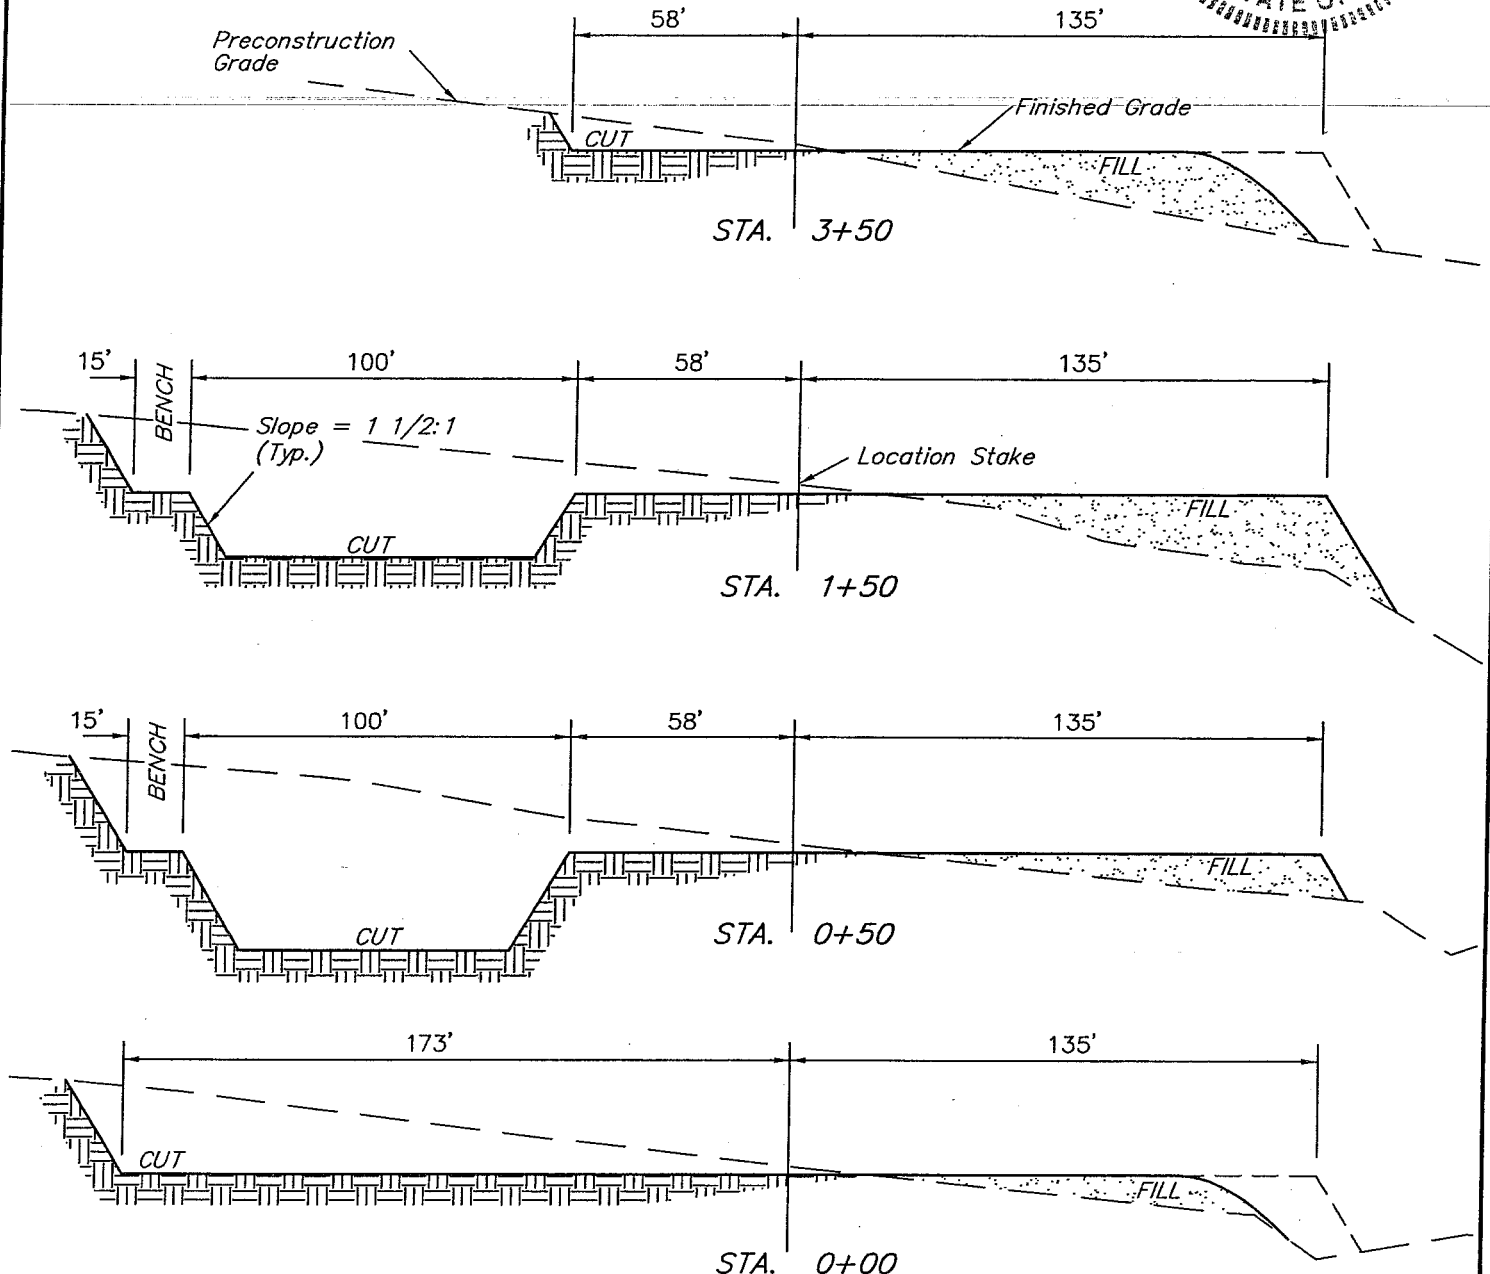 58' 135'
Preconstruction
Grade
Finished Grade
CUT
FILL
STA. 3+50
15' BENCH 100' 58' 135'
Slope = 1 1/2:1
(Typ.)
Location Stake
CUT
FILL
STA. 1+50
15' BENCH 100' 58' 135'
CUT
FILL
STA. 0+50
173' 135'
CUT
FILL
STA. 0+00